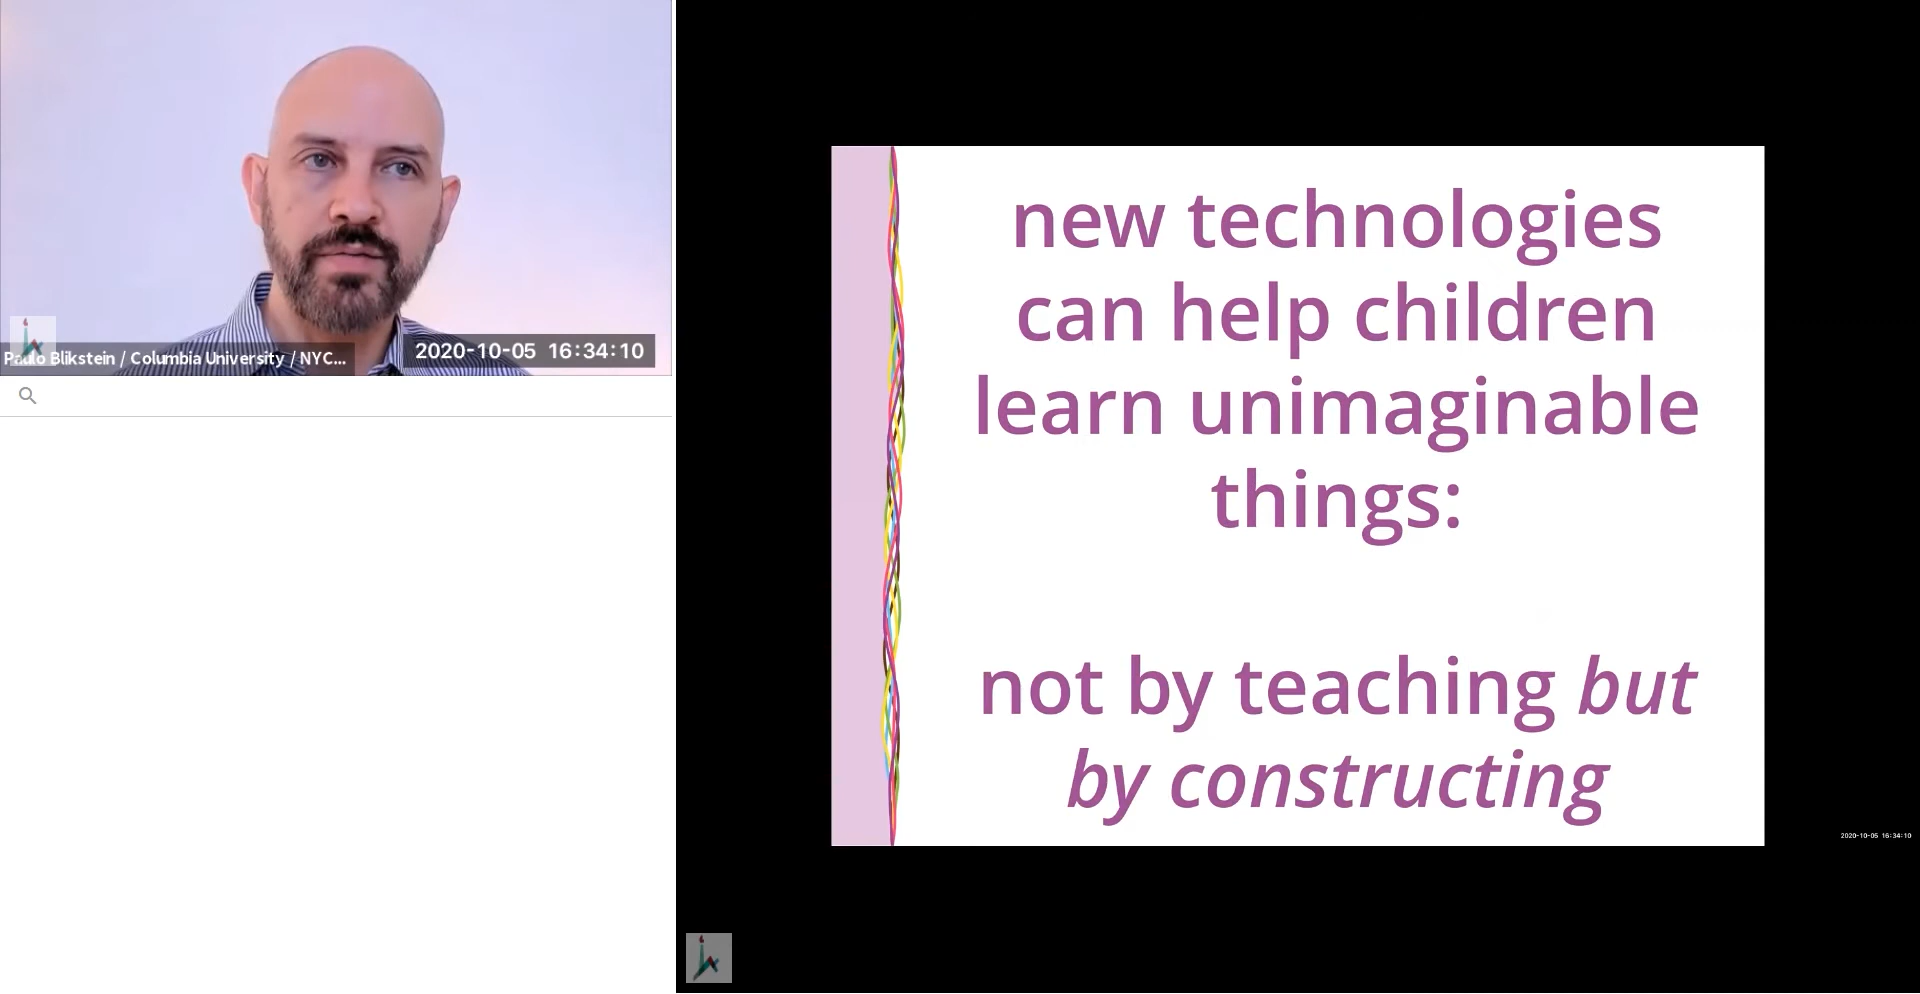 Paulo Blikstein / Columbia University / NYC...
2020-10-05 16:34:10
new technologies
can help children
learn unimaginable
things:
not by teaching but
by constructing
2020-10-05 16:34:10